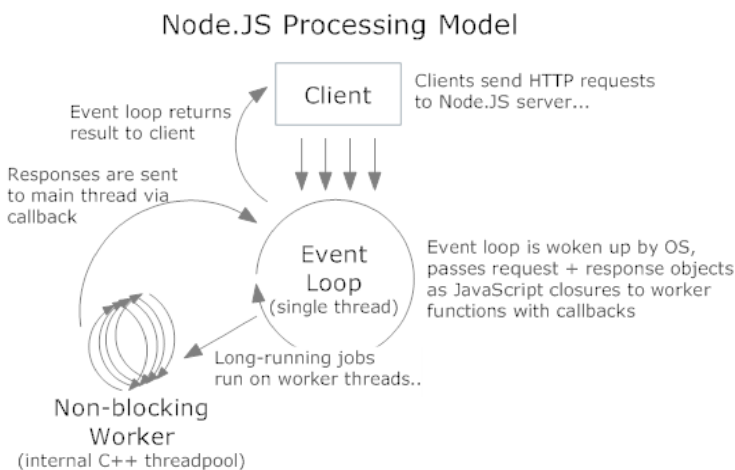 Node.JS Processing Model
Client
Clients send HTTP requests
to Node.JS server...
Event loop returns
result to client
Responses are sent
to main thread via
callback
Event
Loop
(single thread)
Event loop is woken up by OS,
passes request + response objects
as JavaScript closures to worker
functions with callbacks
Long-running jobs
run on worker threads..
Non-blocking
Worker
(internal C++ threadpool)